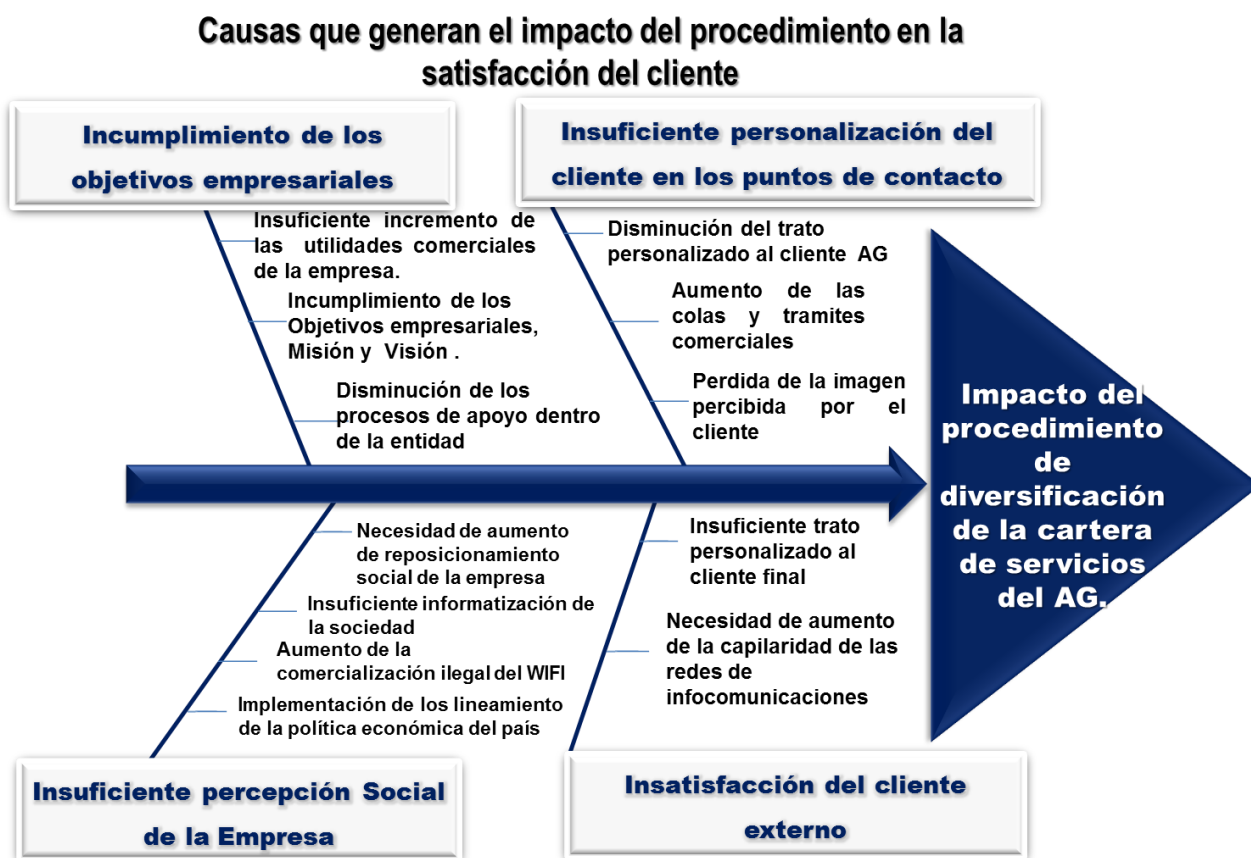 Causas que generan el impacto del procedimiento en la
satisfacción del cliente
Incumplimiento de los
objetivos empresariales
Insuficiente personalización del
cliente en los puntos de contacto
Insuficiente incremento de
las utilidades comerciales
de la empresa.
Incumplimiento de los
Objetivos empresariales,
Misión y Visión .
Disminución de los
procesos de apoyo dentro
de la entidad
Disminución del trato
personalizado al cliente AG
Aumento de las
colas y tramites
comerciales
Perdida de la imagen
percibida por el
cliente
Impacto del
procedimiento
de
diversificación
de la cartera
de servicios
del AG.
Necesidad de aumento
de reposicionamiento
social de la empresa
Insuficiente informatización de
la sociedad
Aumento de la
comercialización ilegal del WIFI
Implementación de los lineamiento
de la política económica del país
Insuficiente trato
personalizado al
cliente final
Necesidad de aumento
de la capilaridad de las
redes de
infocomunicaciones
Insuficiente percepción Social
de la Empresa
Insatisfacción del cliente
externo